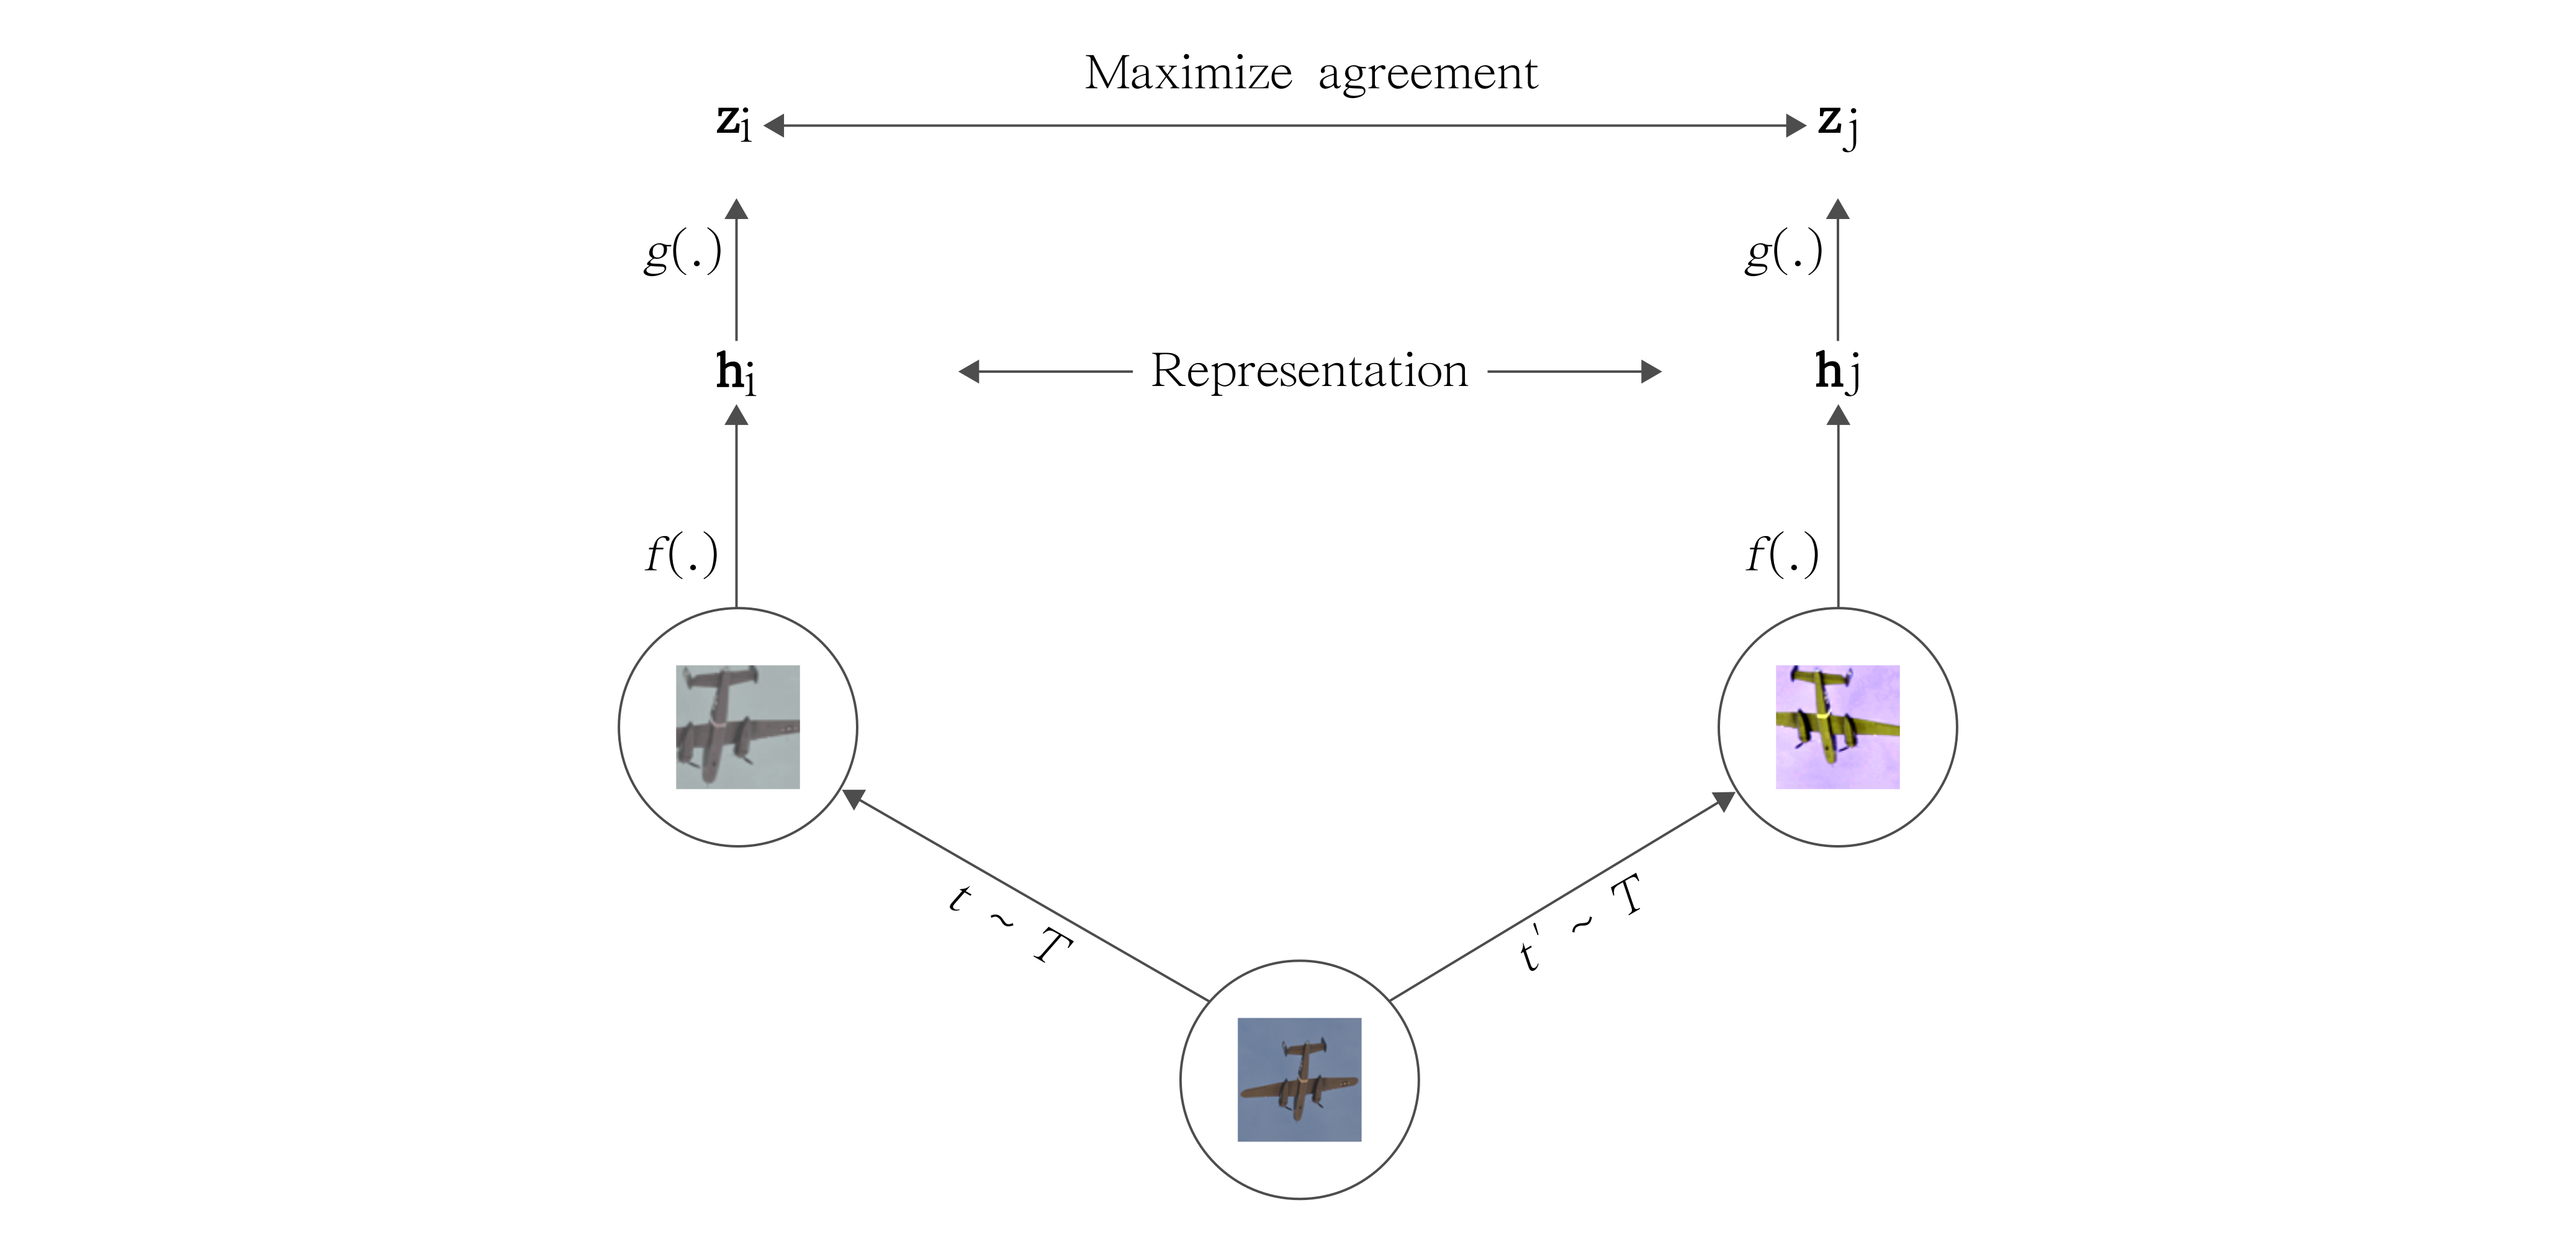 Maximize agreement
zi
zj
g(.)
g(.)
hi
Representation
hj
f(.)
f(.)
t ~ T
t' ~ T